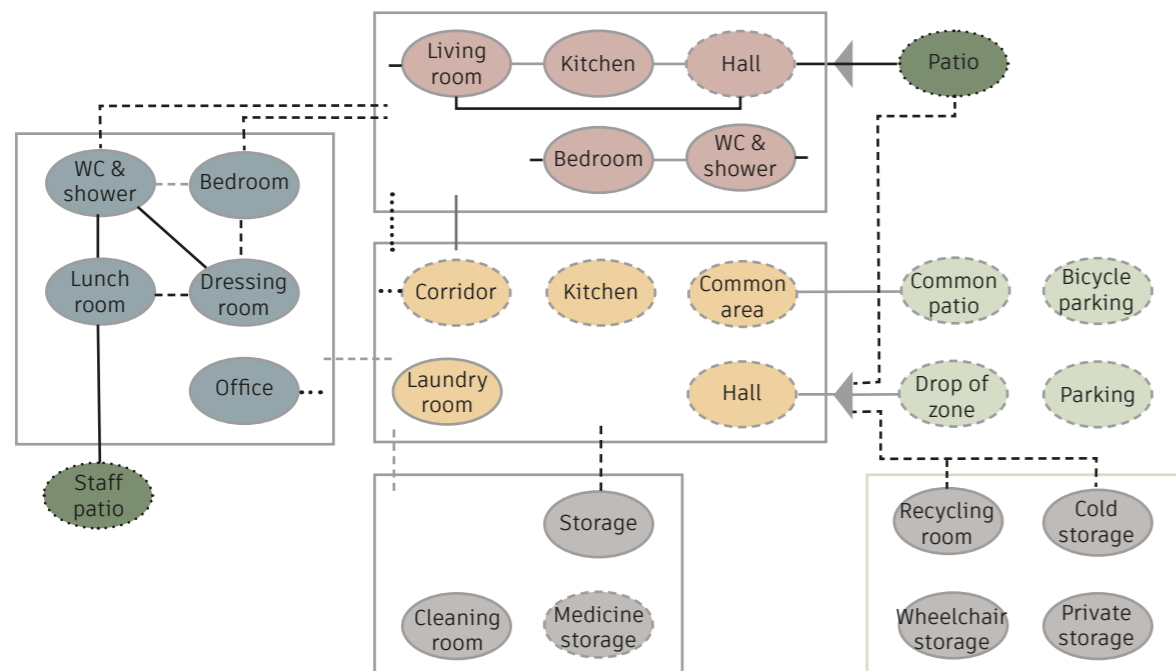 Living
room
Kitchen
Hall
Patio
Bedroom
WC &
shower
WC &
shower
Bedroom
Lunch
room
Dressing
room
Office
Staff
patio
Corridor
Kitchen
Common
area
Laundry
room
Hall
Common
patio
Bicycle
parking
Drop of
zone
Parking
Storage
Cleaning
room
Medicine
storage
Recycling
room
Cold
storage
Wheelchair
storage
Private
storage